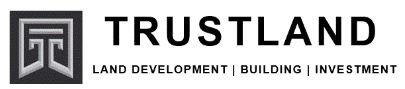 TRUSTLAND
LAND DEVELOPMENT | BUILDING | INVESTMENT